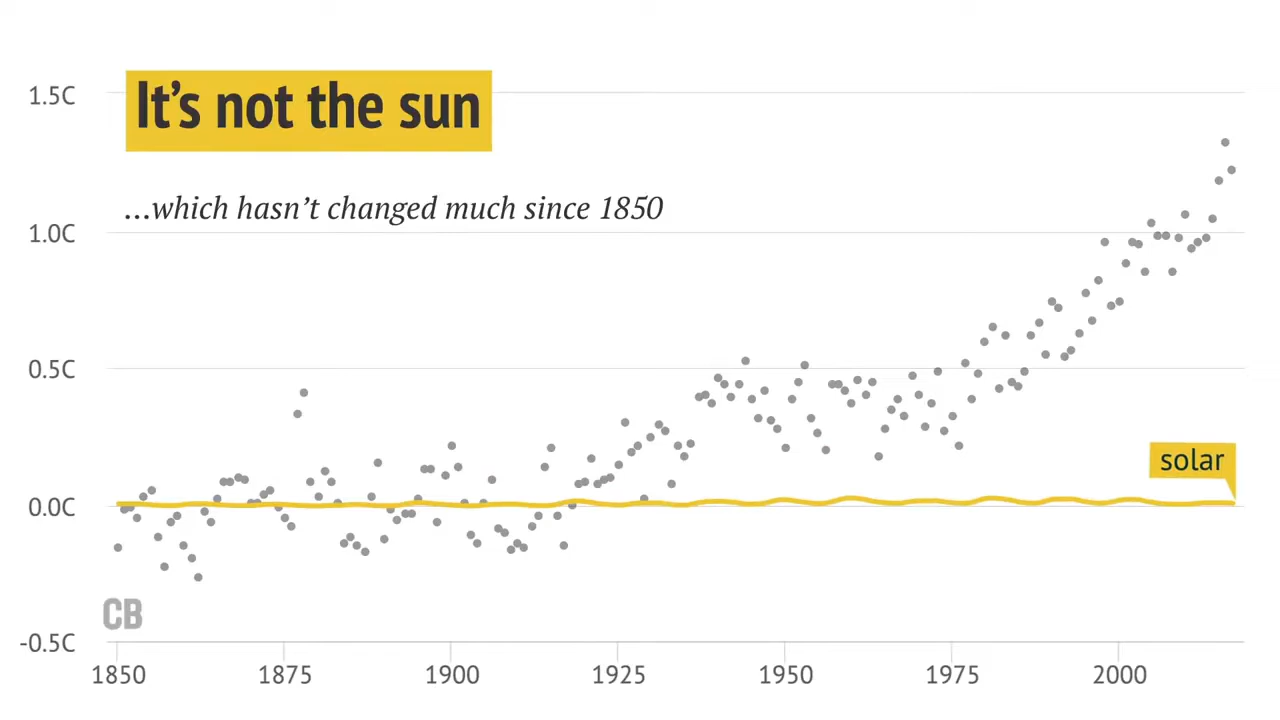 It's not the sun
...which hasn't changed much since 1850
1.5C
1.0C
0.5C
0.0C
-0.5C
solar
CB
1850 1875 1900 1925 1950 1975 2000